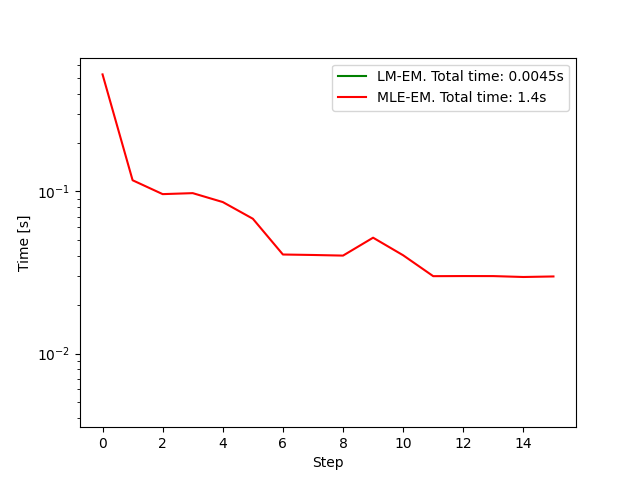 LM-EM. Total time: 0.0045s
MLE-EM. Total time: 1.4s
Time [s]
10⁻¹
10⁻²
0 2 4 6 8 10 12 14
Step